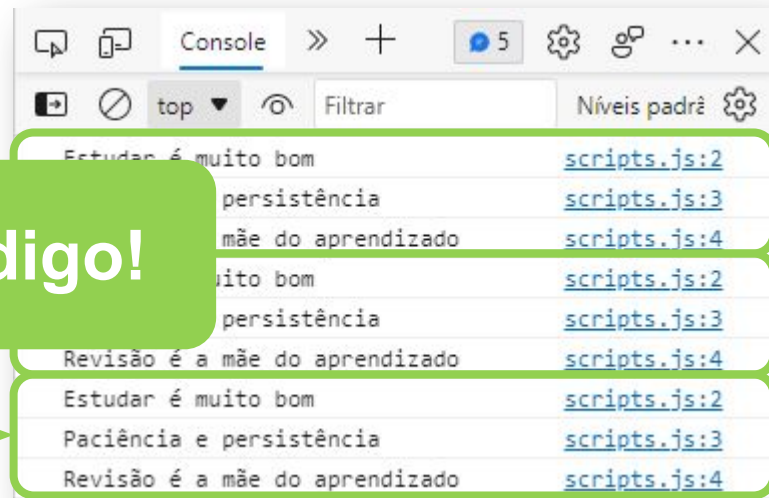 Console 5
top Filtrar Níveis padrã
Estudar é muito bom scripts.js:2
persistência scripts.js:3
mãe do aprendizado scripts.js:4
digo!
muito bom scripts.js:2
persistência scripts.js:3
Revisão é a mãe do aprendizado scripts.js:4
Estudar é muito bom scripts.js:2
Paciência e persistência scripts.js:3
Revisão é a mãe do aprendizado scripts.js:4